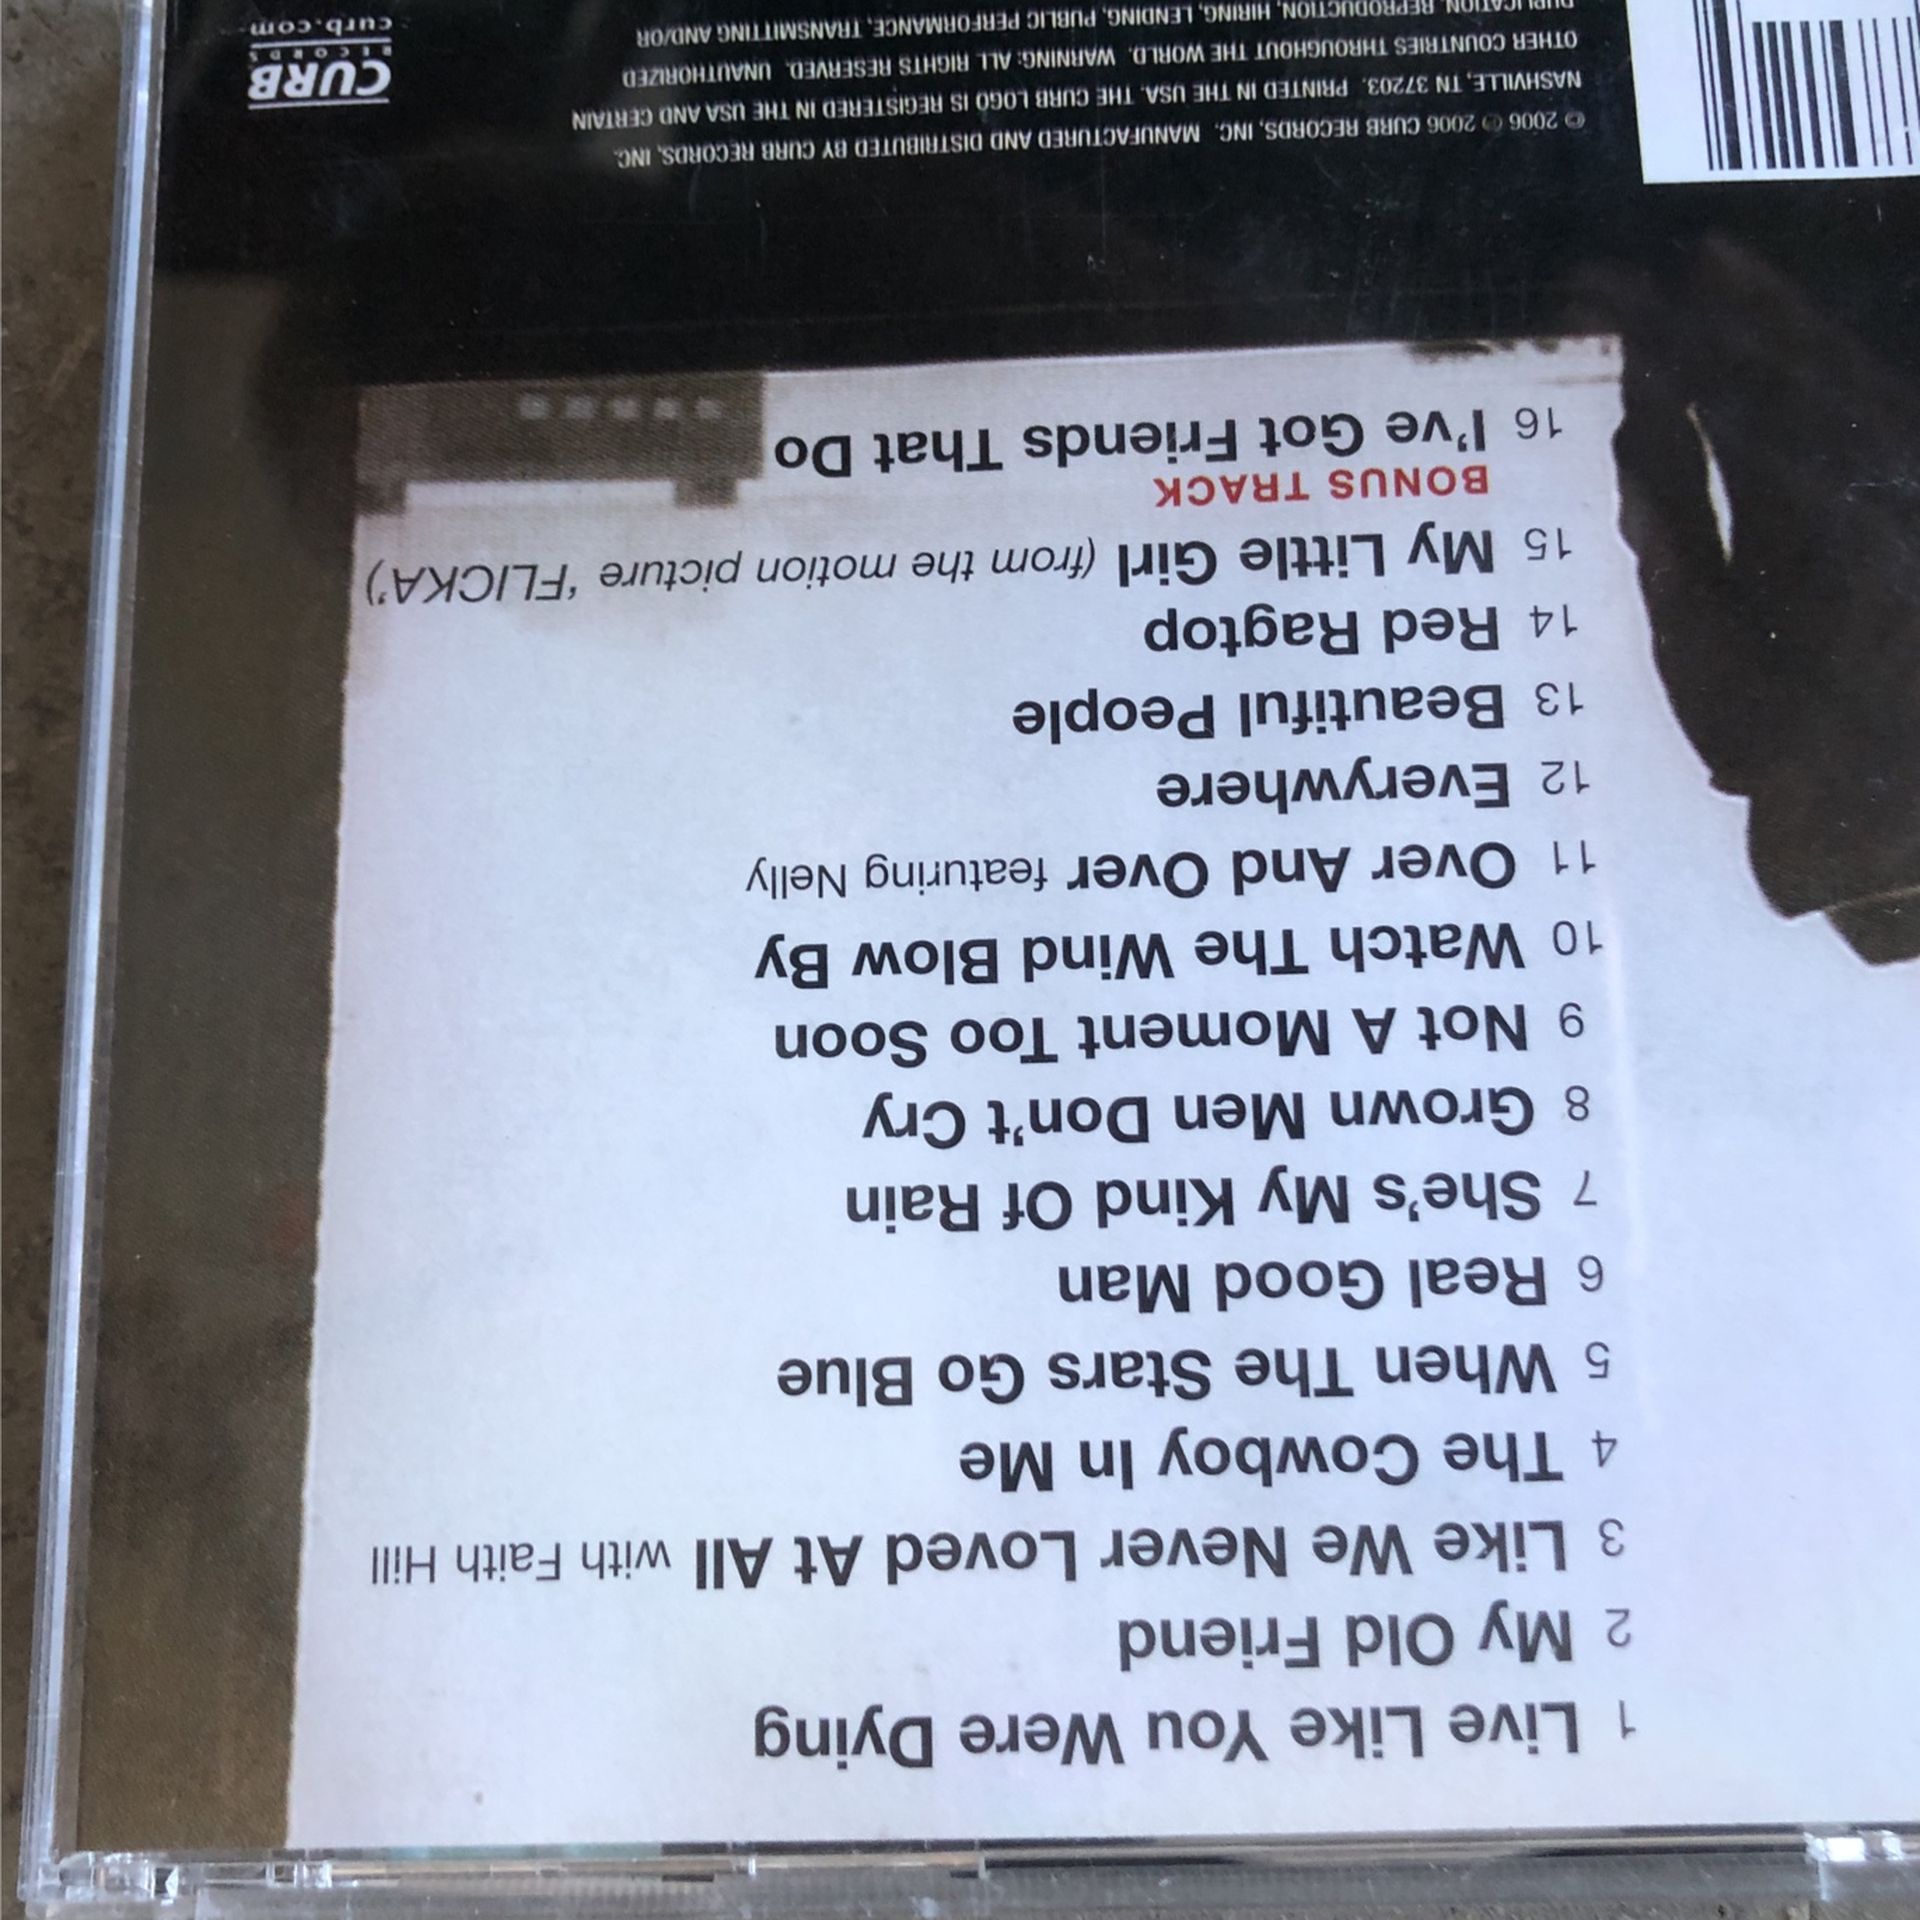 1 Live Like You Were Dying
2 My Old Friend
3 Like We Never Loved At All with Faith Hill
4 The Cowboy In Me
5 When The Stars Go Blue
6 Real Good Man
7 She's My Kind Of Rain
8 Grown Men Don't Cry
9 Not A Moment Too Soon
10 Watch The Wind Blow By
11 Over And Over featuring Nelly
12 Everywhere
13 Beautiful People
14 Red Ragtop
15 My Little Girl (from the motion picture 'FLICKA')
BONUS TRACK
16 I've Got Friends That Do
© 2006 ℗ 2006 CURB RECORDS, INC. MANUFACTURED AND DISTRIBUTED BY CURB RECORDS, INC.
NASHVILLE, TN 37203. PRINTED IN THE USA. THE CURB LOGO IS REGISTERED IN THE USA AND CERTAIN
OTHER COUNTRIES THROUGHOUT THE WORLD. WARNING: ALL RIGHTS RESERVED. UNAUTHORIZED
DUPLICATION, REPRODUCTION, HIRING, LENDING, PUBLIC PERFORMANCE, TRANSMITTING AND/OR
CURB
RECORDS
curb.com